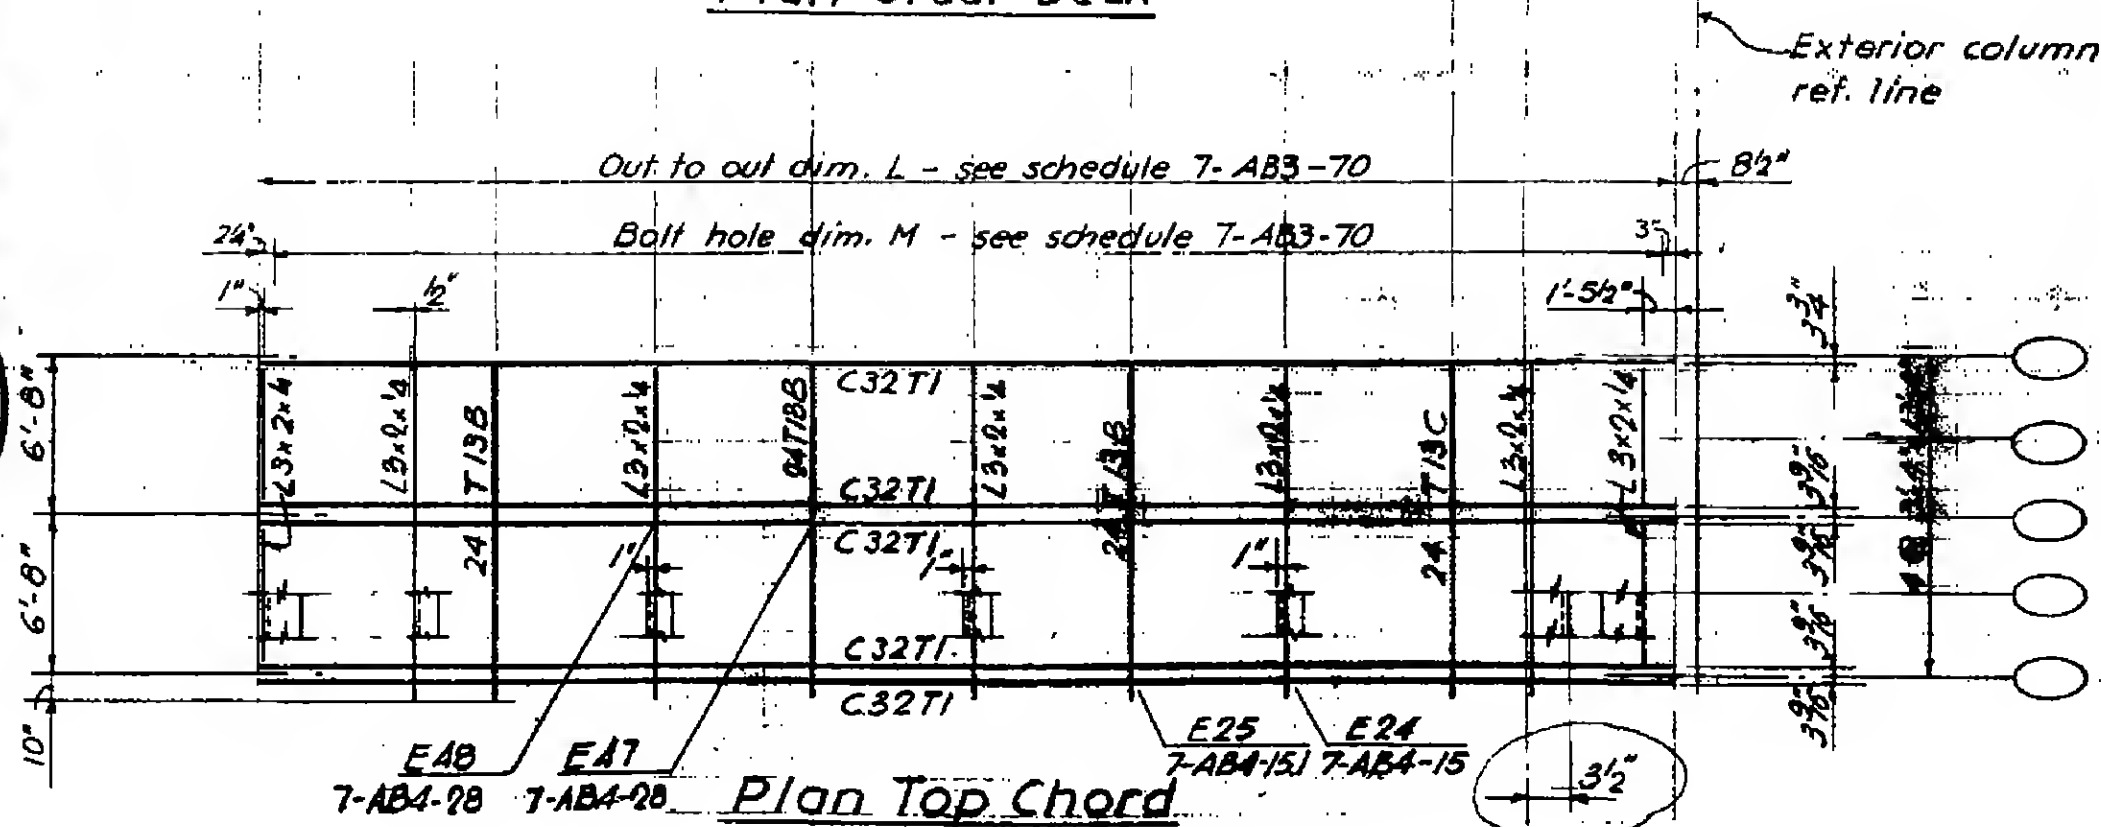 Exterior column
ref. line
Out to out dim. L - see schedule 7-AB3-70
8½"
Bolt hole dim. M - see schedule 7-AB3-70
3"
1"
½"
1'-5½"
3¾"
6'-8"
L3x2x¼
L3x2x¼
T13B
L3x2x¼
24T13B
C32T1
L3x2x¼
24T13B
L3x2x¼
T13C
L3x2x¼
L3x2x¼
C32T1
C32T1
24
24
1"
1"
1"
3 9/16"
3 9/16"
3 9/16"
3 9/16"
6'-8"
C32T1
C32T1
10"
E48
7-AB4-28
E47
7-AB4-28
E25
7-AB4-15
E24
7-AB4-15
3½"
Plan Top Chord